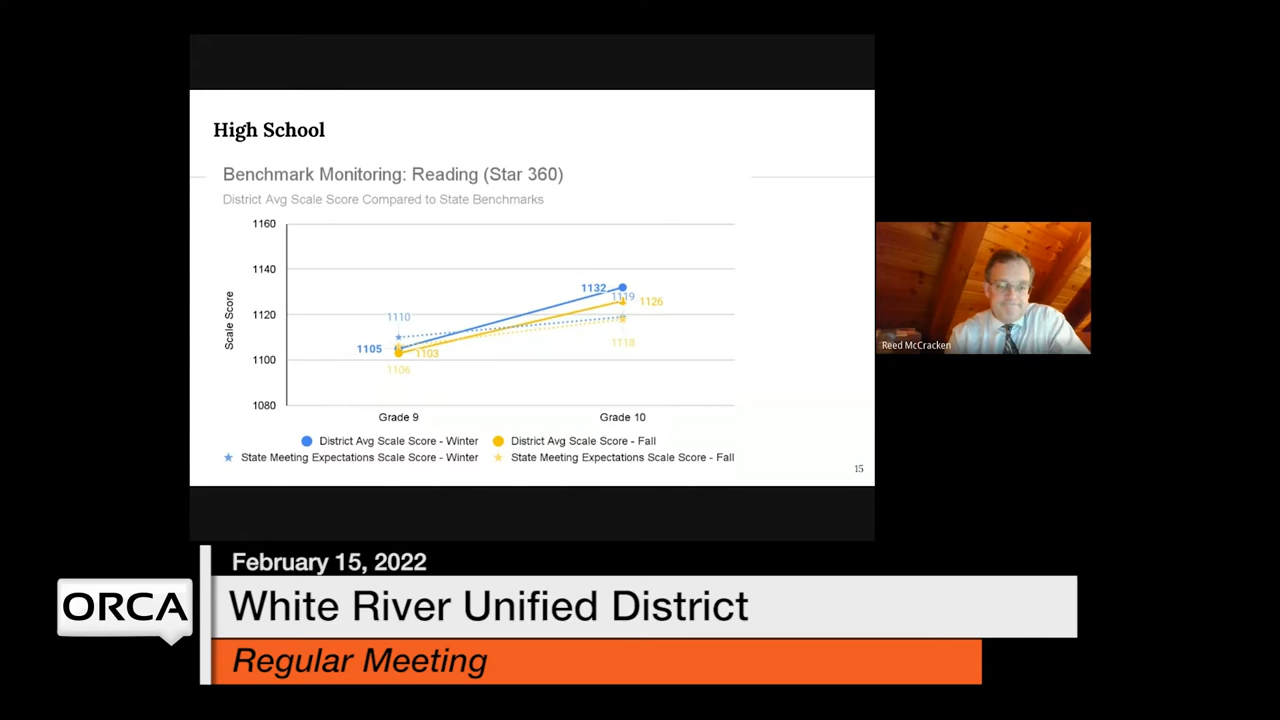 High School
Benchmark Monitoring: Reading (Star 360)
District Avg Scale Score Compared to State Benchmarks
1160
1140
1120
1100
1080
Scale Score
1110
1105
1103
1106
1132
1119
1126
1118
Grade 9
Grade 10
District Avg Scale Score - Winter
District Avg Scale Score - Fall
State Meeting Expectations Scale Score - Winter
State Meeting Expectations Scale Score - Fall
15
Reed McCracken
February 15, 2022
ORCA
White River Unified District
Regular Meeting